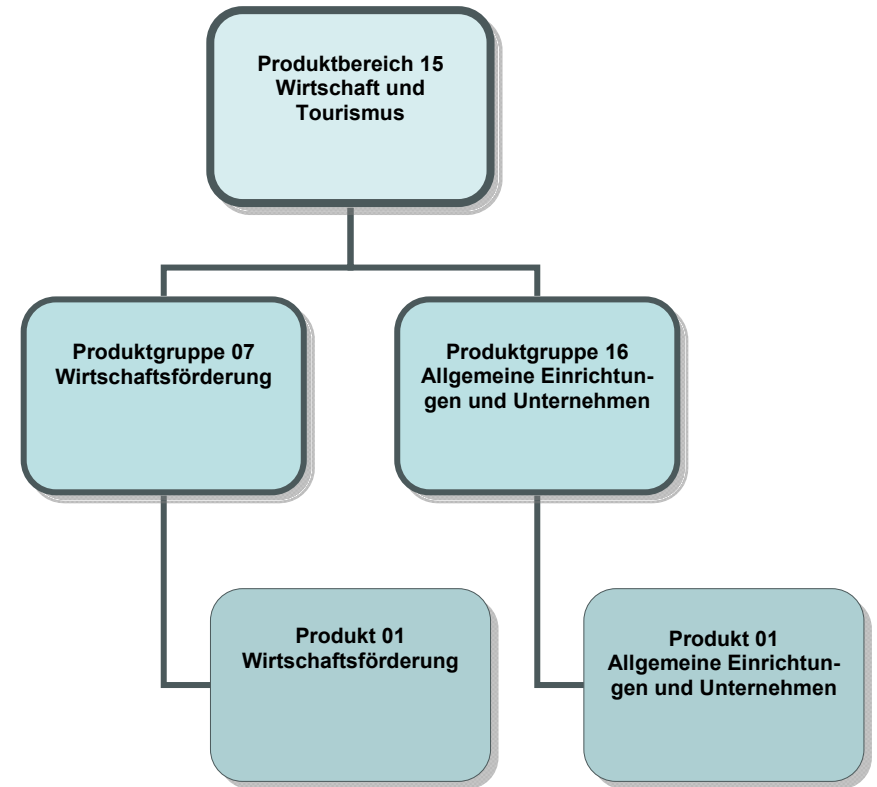 Produktbereich 15
Wirtschaft und
Tourismus
Produktgruppe 07
Wirtschaftsförderung
Produktgruppe 16
Allgemeine Einrichtun-
gen und Unternehmen
Produkt 01
Wirtschaftsförderung
Produkt 01
Allgemeine Einrichtun-
gen und Unternehmen